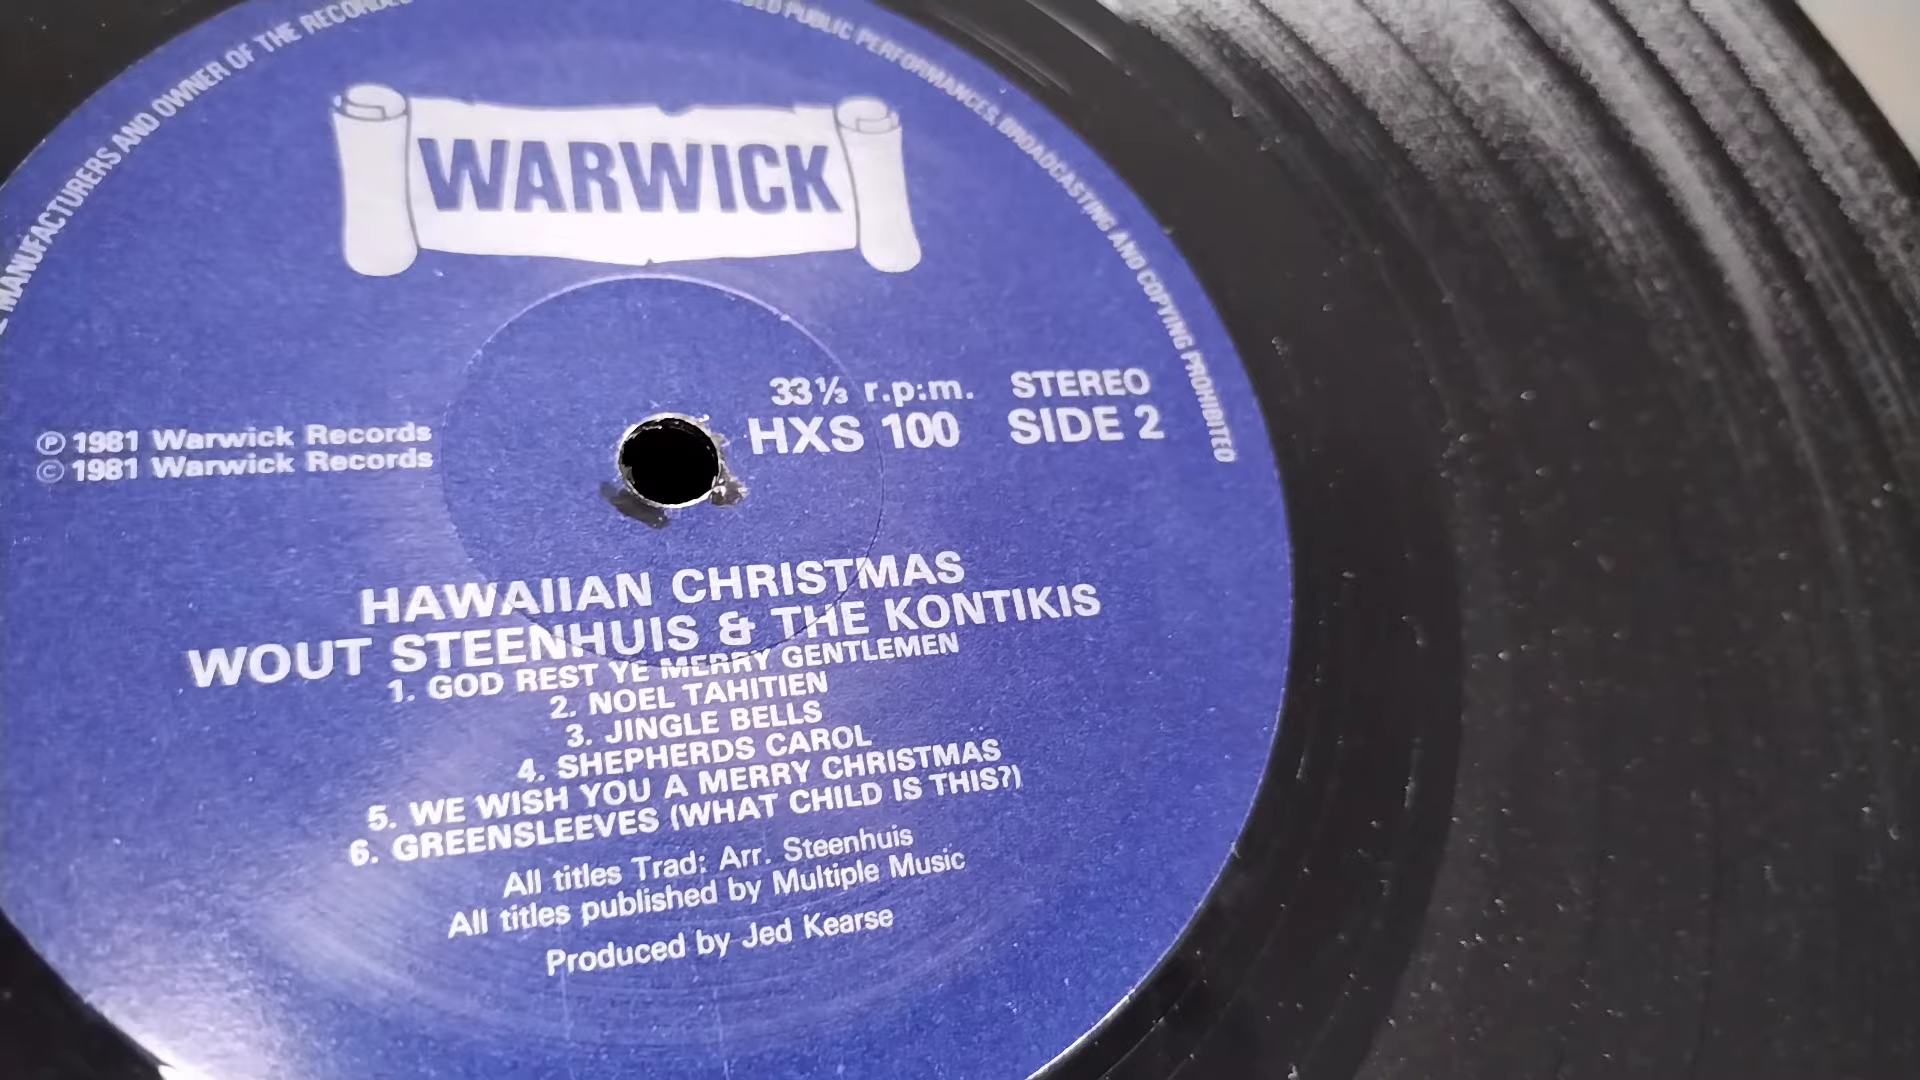 MANUFACTURERS AND OWNER OF THE RECORDED
PUBLIC PERFORMANCES, BROADCASTING AND COPYING PROHIBITED
WARWICK
33⅓ r.p.m. STEREO
HXS 100 SIDE 2
Ⓟ 1981 Warwick Records
© 1981 Warwick Records
HAWAIIAN CHRISTMAS
WOUT STEENHUIS & THE KONTIKIS
1. GOD REST YE MERRY GENTLEMEN
2. NOEL TAHITIEN
3. JINGLE BELLS
4. SHEPHERDS CAROL
5. WE WISH YOU A MERRY CHRISTMAS
6. GREENSLEEVES (WHAT CHILD IS THIS?)
All titles Trad: Arr. Steenhuis
All titles published by Multiple Music
Produced by Jed Kearse